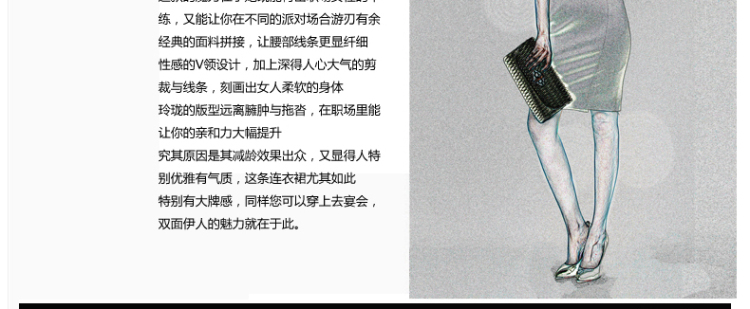 练，又能让你在不同的派对场合游刃有余
经典的面料拼接，让腰部线条更显纤细
性感的V领设计，加上深得人心大气的剪
裁与线条，刻画出女人柔软的身体
玲珑的版型远离臃肿与拖沓，在职场里能
让你的亲和力大幅提升
究其原因是其减龄效果出众，又显得人特
别优雅有气质，这条连衣裙尤其如此
特别有大牌感，同样您可以穿上去宴会，
双面伊人的魅力就在于此。